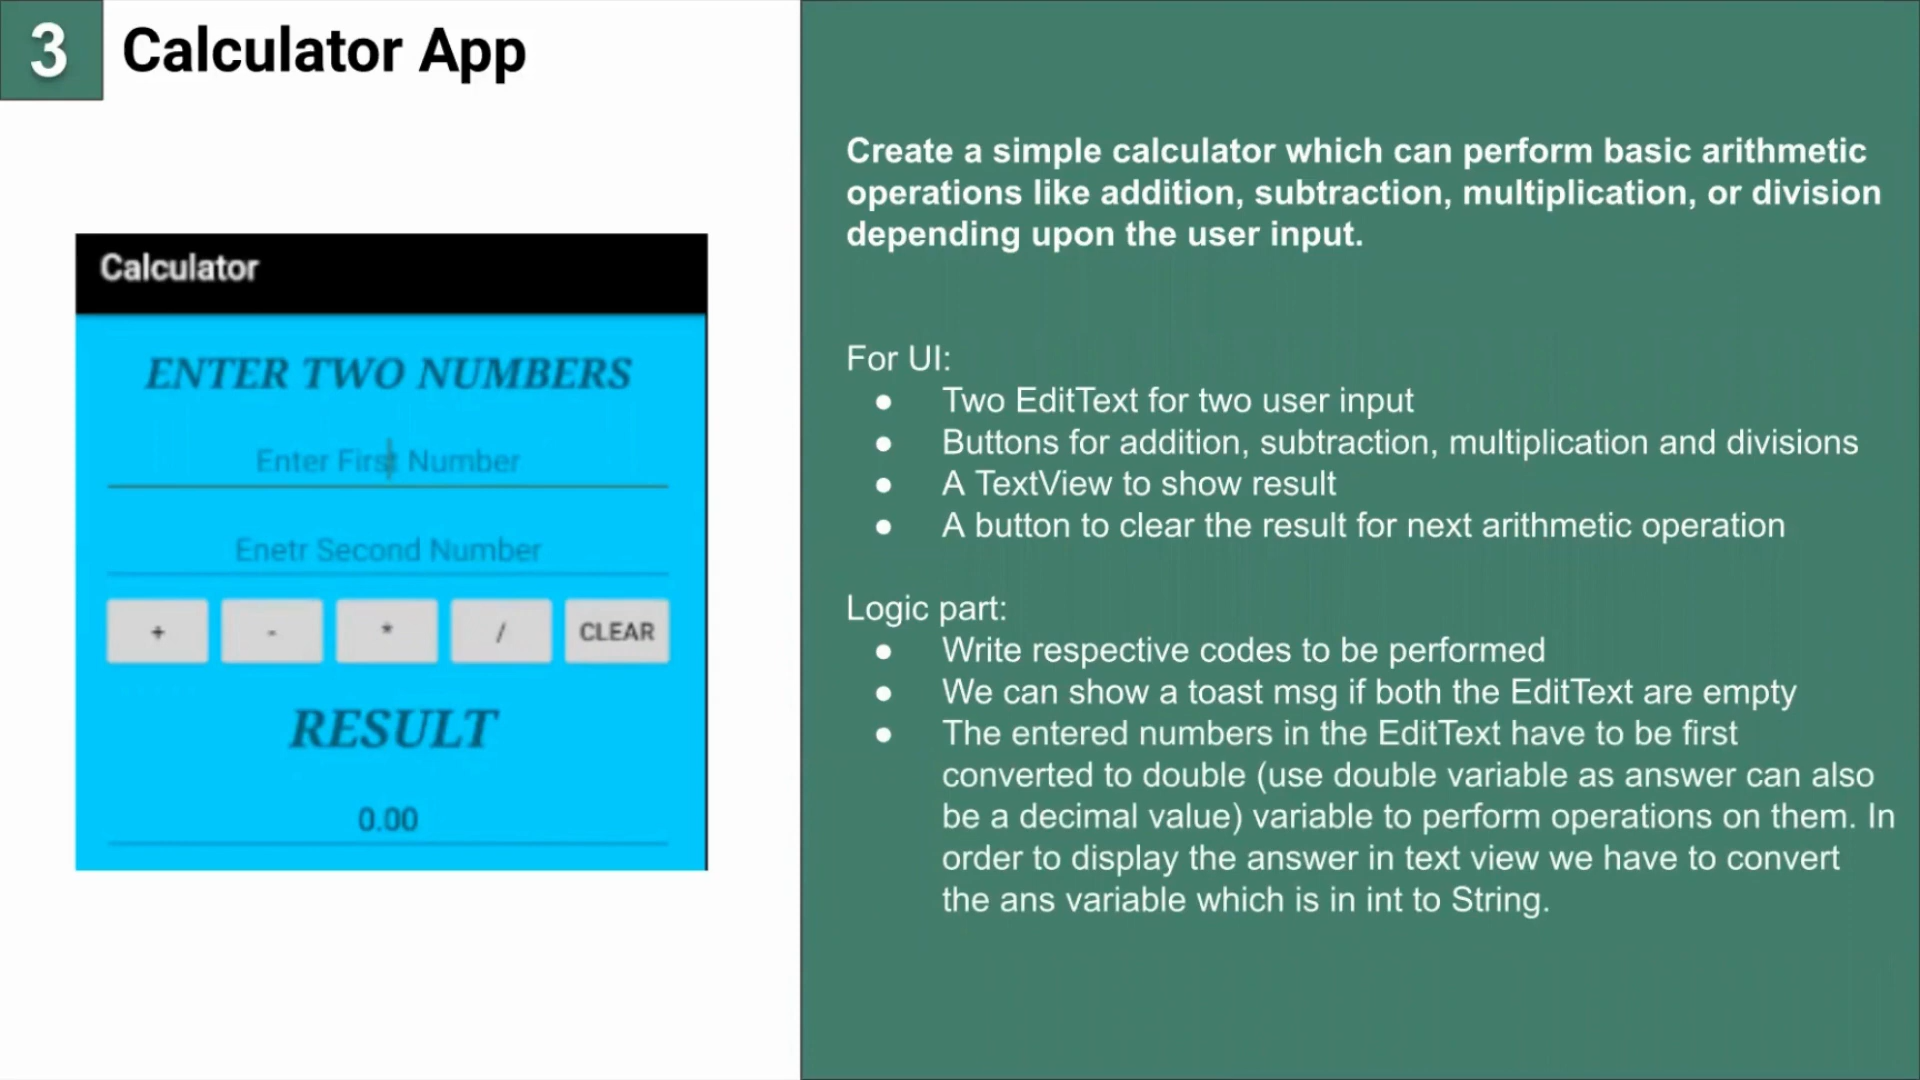 3 Calculator App
Calculator
ENTER TWO NUMBERS
Enter First Number
Enetr Second Number
+ - * / CLEAR
RESULT
0.00
Create a simple calculator which can perform basic arithmetic
operations like addition, subtraction, multiplication, or division
depending upon the user input.
For UI:
● Two EditText for two user input
● Buttons for addition, subtraction, multiplication and divisions
● A TextView to show result
● A button to clear the result for next arithmetic operation
Logic part:
● Write respective codes to be performed
● We can show a toast msg if both the EditText are empty
● The entered numbers in the EditText have to be first
converted to double (use double variable as answer can also
be a decimal value) variable to perform operations on them. In
order to display the answer in text view we have to convert
the ans variable which is in int to String.